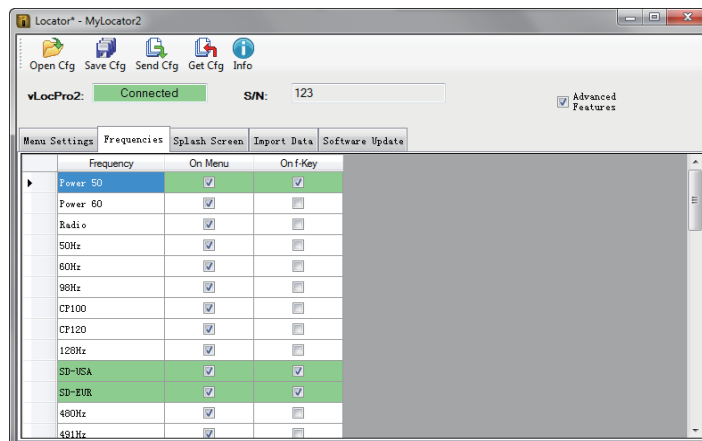 Locator* - MyLocator2
Open Cfg Save Cfg Send Cfg Get Cfg Info
vLocPro2: Connected S/N: 123
Advanced
Features
Menu Settings Frequencies Splash Screen Import Data Software Update
Frequency On Menu On f-Key
Power 50
Power 60
Radio
50Hz
60Hz
98Hz
CP100
CP120
128Hz
SD-USA
SD-EUR
480Hz
491Hz